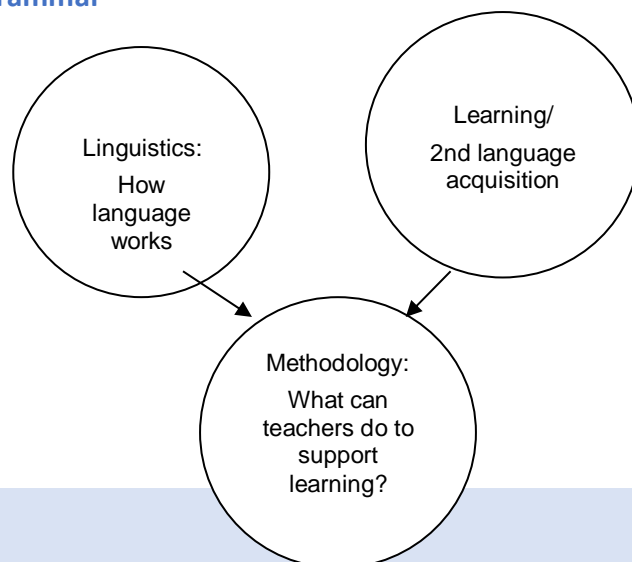 Linguistics:
How
language
works
Learning/
2nd language
acquisition
Methodology:
What can
teachers do to
support
learning?